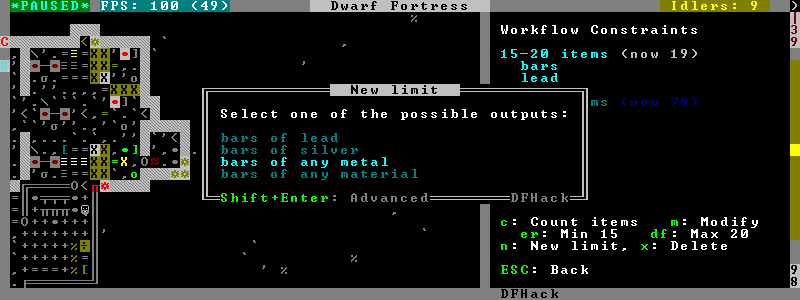 *PAUSED* FPS: 100 (49) Dwarf Fortress Idlers: 9
Workflow Constraints
15-20 items (now 19)
bars
lead
ms (now 78)
New limit
Select one of the possible outputs:
bars of lead
bars of silver
bars of any metal
bars of any material
Shift+Enter: Advanced DFHack
c: Count items m: Modify
er: Min 15 df: Max 20
n: New limit, x: Delete
ESC: Back
DFHack